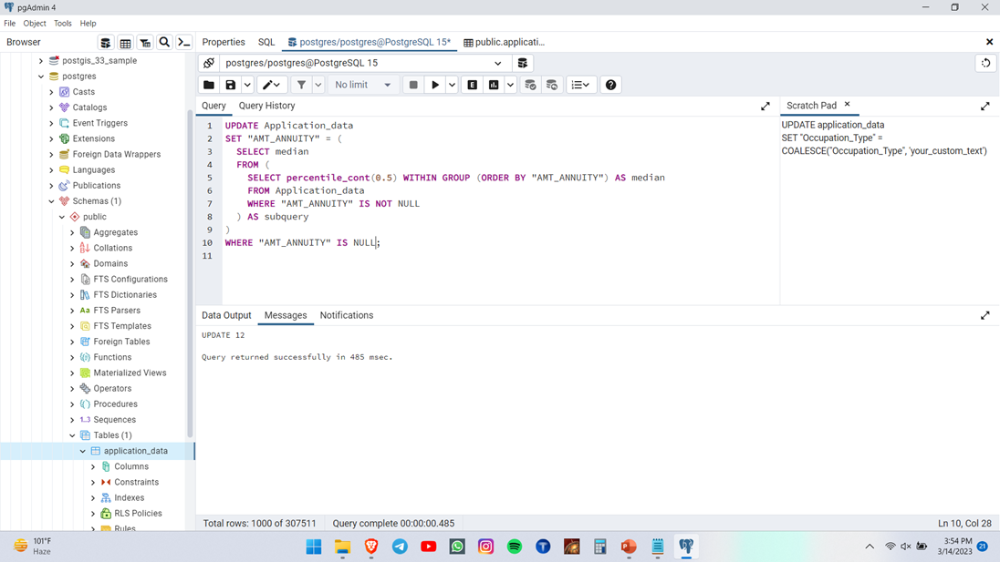 pgAdmin 4
File Object Tools Help
Browser
Properties SQL postgres/postgres@PostgreSQL 15* public.applicati...
postgres/postgres@PostgreSQL 15
No limit
E
postgis_33_sample
postgres
Casts
Catalogs
Event Triggers
Extensions
Foreign Data Wrappers
Languages
Publications
Schemas (1)
public
Aggregates
Collations
Domains
FTS Configurations
FTS Dictionaries
Aa FTS Parsers
FTS Templates
Foreign Tables
Functions
Materialized Views
Operators
Procedures
1..3 Sequences
Tables (1)
application_data
Columns
Constraints
Indexes
RLS Policies
Rules
Query Query History
1 UPDATE Application_data
2 SET "AMT_ANNUITY" = (
3 SELECT median
4 FROM (
5 SELECT percentile_cont(0.5) WITHIN GROUP (ORDER BY "AMT_ANNUITY") AS median
6 FROM Application_data
7 WHERE "AMT_ANNUITY" IS NOT NULL
8 ) AS subquery
9 )
10 WHERE "AMT_ANNUITY" IS NULL;
11
Scratch Pad
UPDATE application_data
SET "Occupation_Type" =
COALESCE("Occupation_Type", 'your_custom_text')
Data Output Messages Notifications
UPDATE 12
Query returned successfully in 485 msec.
Total rows: 1000 of 307511 Query complete 00:00:00.485 Ln 10, Col 28
101°F
Haze
3:54 PM
3/14/2023
21